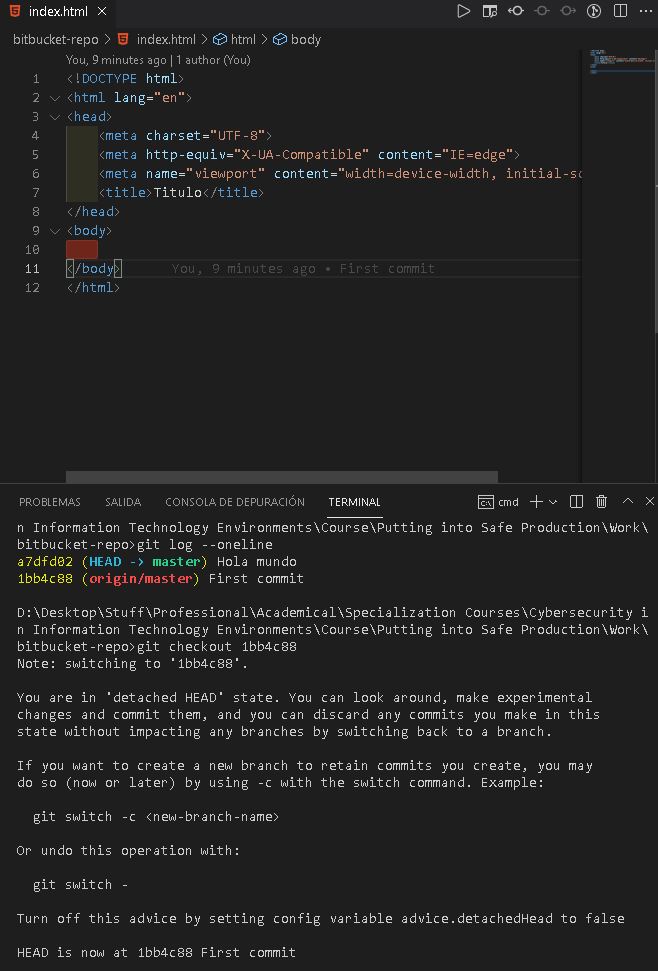 index.html
bitbucket-repo > index.html > html > body
You, 9 minutes ago | 1 author (You)
1 <!DOCTYPE html>
2 <html lang="en">
3 <head>
4 <meta charset="UTF-8">
5 <meta http-equiv="X-UA-Compatible" content="IE=edge">
6 <meta name="viewport" content="width=device-width, initial-sc
7 <title>Titulo</title>
8 </head>
9 <body>
10
11 </body> You, 9 minutes ago • First commit
12 </html>
PROBLEMAS SALIDA CONSOLA DE DEPURACIÓN TERMINAL cmd
n Information Technology Environments\Course\Putting into Safe Production\Work\
bitbucket-repo>git log --oneline
a7dfd02 (HEAD -> master) Hola mundo
1bb4c88 (origin/master) First commit
D:\Desktop\Stuff\Professional\Academical\Specialization Courses\Cybersecurity i
n Information Technology Environments\Course\Putting into Safe Production\Work\
bitbucket-repo>git checkout 1bb4c88
Note: switching to '1bb4c88'.
You are in 'detached HEAD' state. You can look around, make experimental
changes and commit them, and you can discard any commits you make in this
state without impacting any branches by switching back to a branch.
If you want to create a new branch to retain commits you create, you may
do so (now or later) by using -c with the switch command. Example:
git switch -c <new-branch-name>
Or undo this operation with:
git switch -
Turn off this advice by setting config variable advice.detachedHead to false
HEAD is now at 1bb4c88 First commit